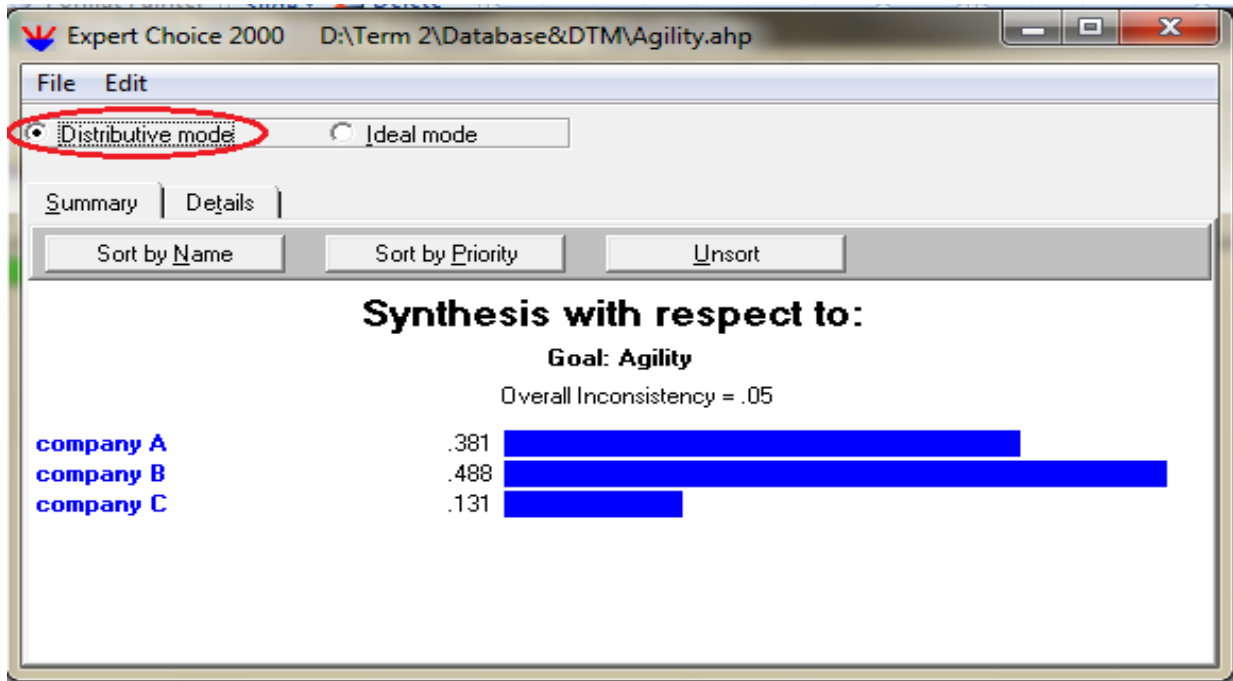 Expert Choice 2000 D:\Term 2\Database&DTM\Agility.ahp
File Edit
Distributive mode Ideal mode
Summary Details
Sort by Name Sort by Priority Unsort
Synthesis with respect to:
Goal: Agility
Overall Inconsistency = .05
company A .381
company B .488
company C .131